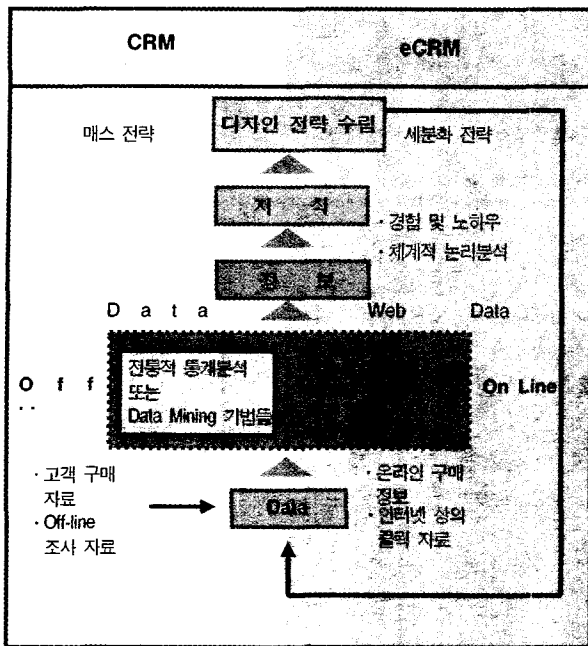 CRM
eCRM
디자인 전략 수립
매스 전략
세분화 전략
지 식
· 경험 및 노하우
· 체계적 논리분석
정 보
D a t a
Web Data
전통적 통계분석
또는
Data Mining 기법들
O f f
. .
On Line
· 고객 구매
자료
· Off-line
조사 자료
Data
· 온라인 구매
정보
· 인터넷 상의
클릭 자료